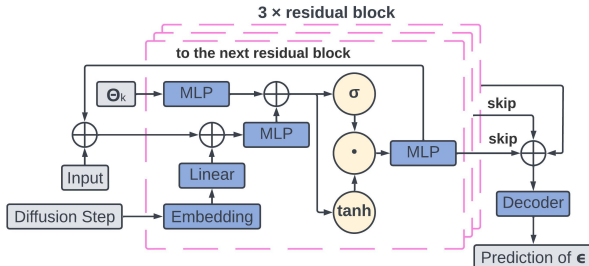 3 × residual block
to the next residual block
Θk
MLP
σ
skip
MLP
·
MLP
skip
Input
Linear
Diffusion Step
Embedding
tanh
Decoder
Prediction of ϵ